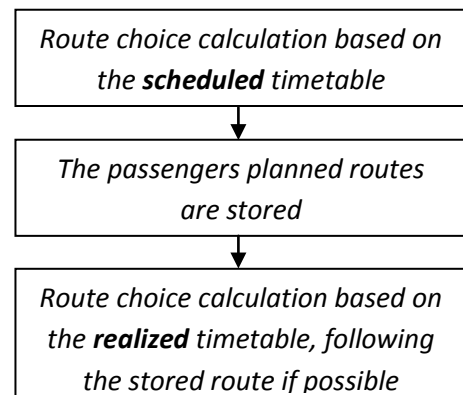 Route choice calculation based on
the scheduled timetable
The passengers planned routes
are stored
Route choice calculation based on
the realized timetable, following
the stored route if possible